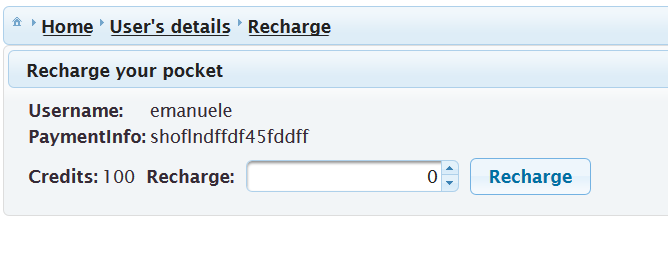 Home User's details Recharge
Recharge your pocket
Username: emanuele
PaymentInfo: shoflndffdf45fddff
Credits: 100 Recharge: 0 Recharge